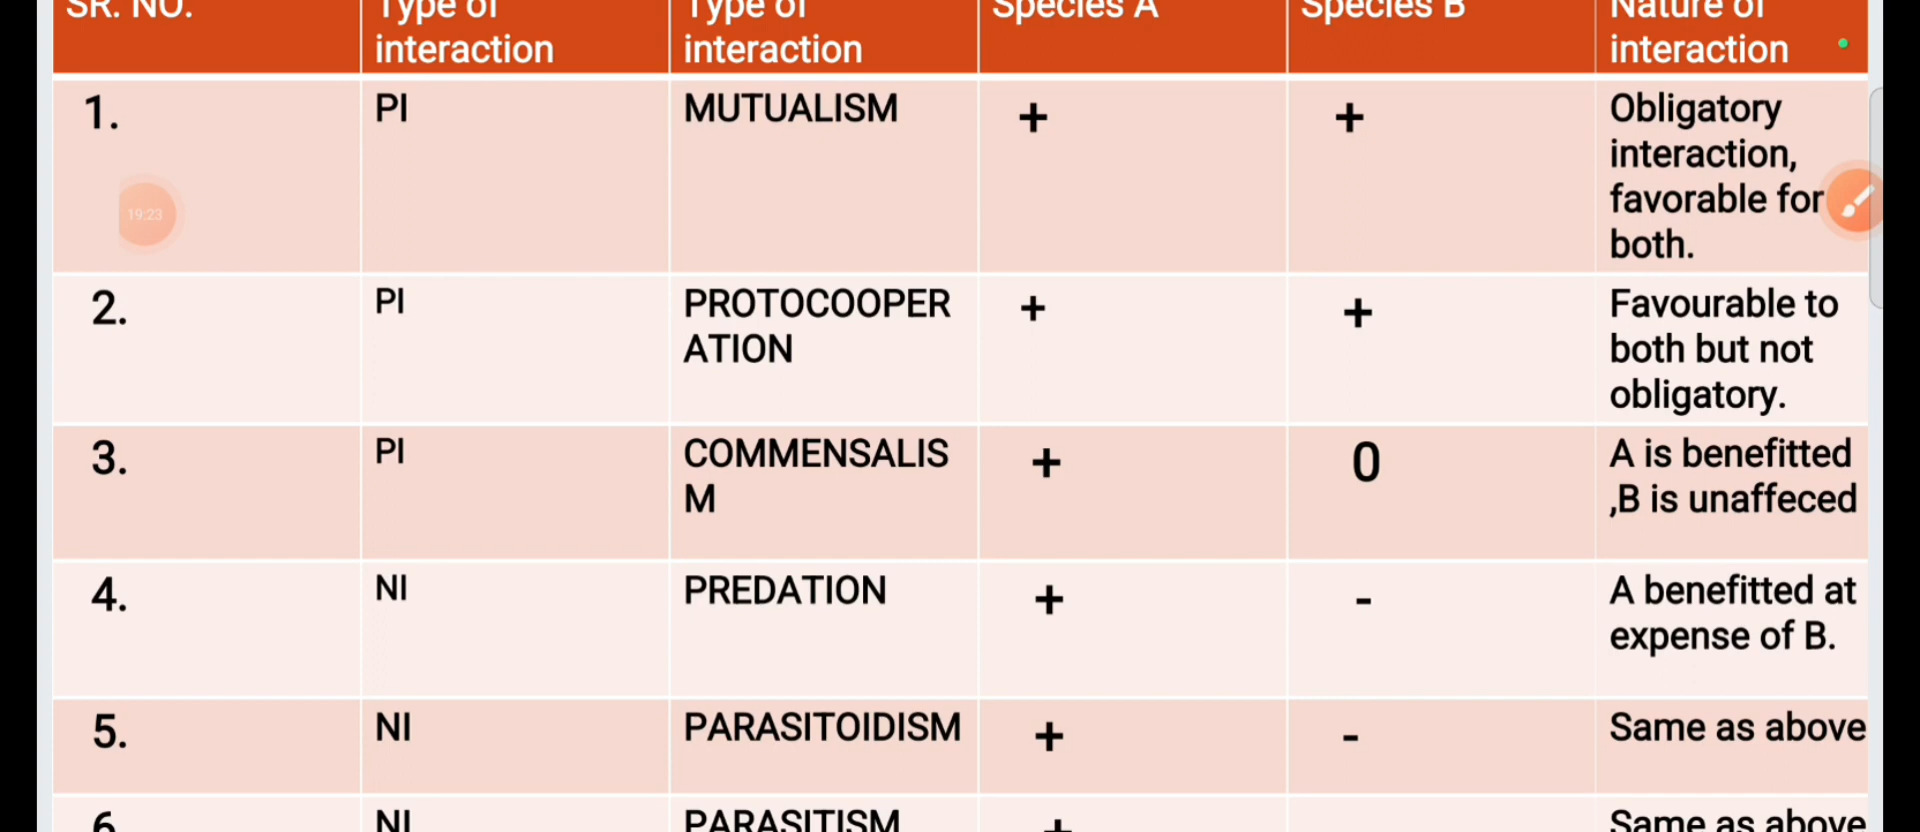 SR. NO. Type of Type of Species A Species B Nature of
interaction interaction interaction
1. PI MUTUALISM + + Obligatory
interaction,
19:23
favorable for
both.
2. PI PROTOCOOPER + + Favourable to
ATION both but not
obligatory.
3. PI COMMENSALIS + 0 A is benefitted
M ,B is unaffeced
4. NI PREDATION + - A benefitted at
expense of B.
5. NI PARASITOIDISM + - Same as above
6. NI PARASITISM + Same as above